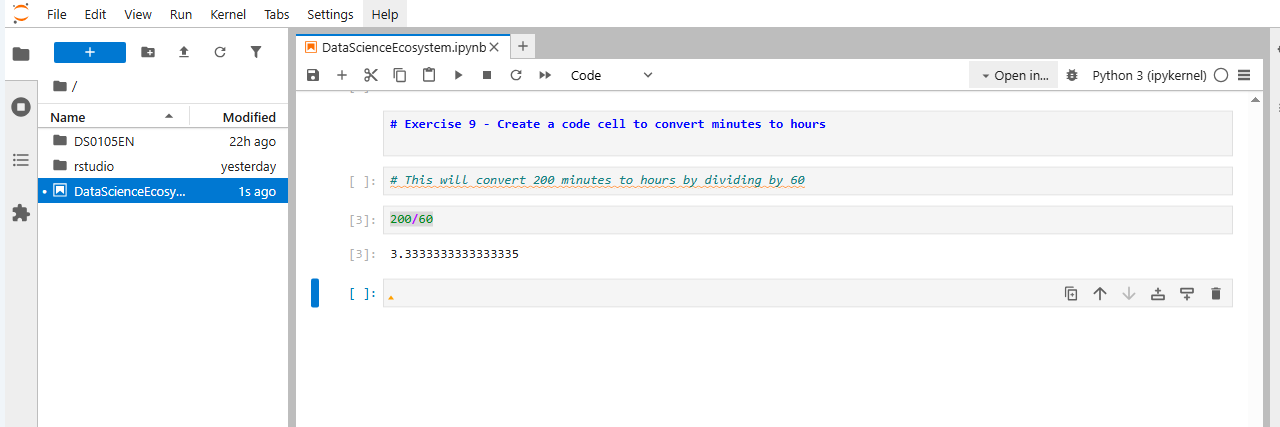 File Edit View Run Kernel Tabs Settings Help
DataScienceEcosystem.ipynb
Code
Open in...
Python 3 (ipykernel)
/
Name Modified
DS0105EN 22h ago
rstudio yesterday
DataScienceEcosy... 1s ago
# Exercise 9 - Create a code cell to convert minutes to hours
[ ]: # This will convert 200 minutes to hours by dividing by 60
[3]: 200/60
[3]: 3.3333333333333335
[ ]: